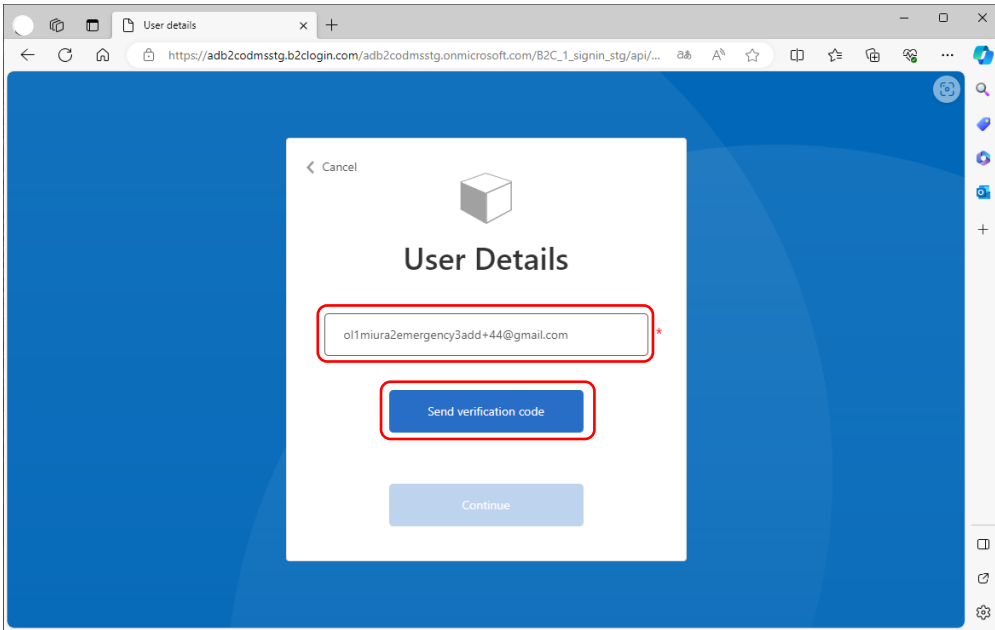 User details
https://adb2codmsstg.b2clogin.com/adb2codmsstg.onmicrosoft.com/B2C_1_signin_stg/api/...
Cancel
User Details
ol1miura2emergency3add+44@gmail.com *
Send verification code
Continue